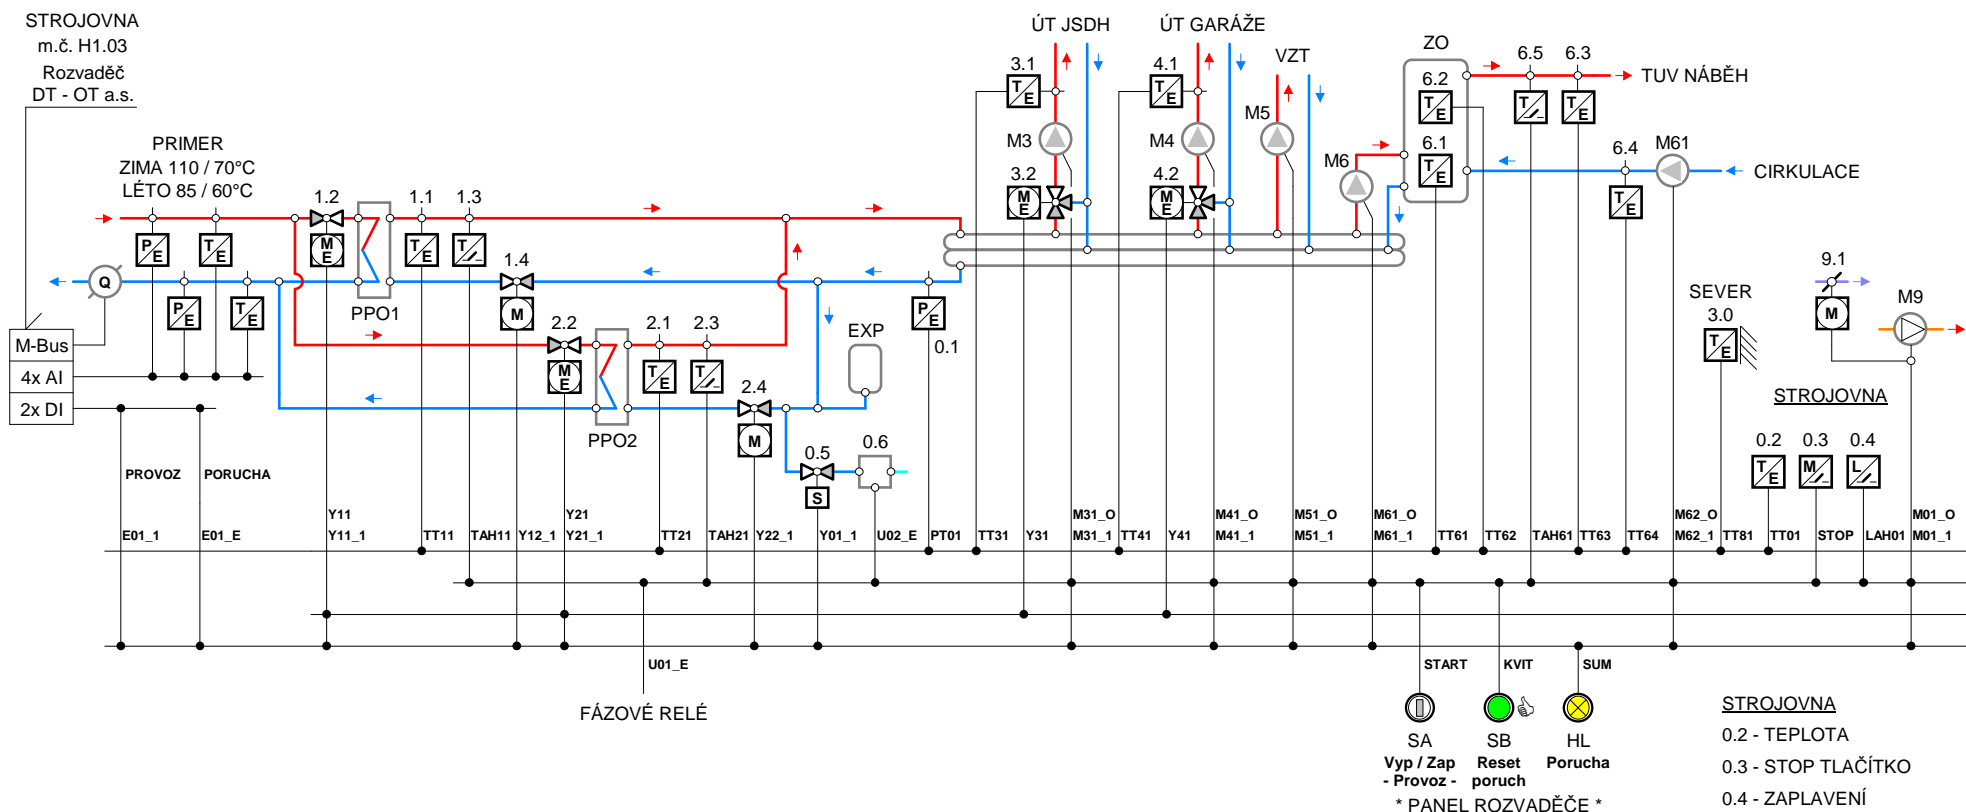 STROJOVNA
m.č. H1.03
Rozvaděč
DT - OT a.s.
PRIMER
ZIMA 110 / 70°C
LÉTO 85 / 60°C
ÚT JSDH
ÚT GARÁŽE
VZT
ZO
TUV NÁBĚH
CIRKULACE
3.1
T E
4.1
T E
M3
M4
M5
M6
3.2
M E
4.2
M E
6.2
T E
6.1
T E
6.5
T
6.3
T E
6.4
T E
M61
1.2
M E
1.1
T E
1.3
T
P E
T E
Q
P E
T E
PPO1
1.4
M
2.2
M E
PPO2
2.1
T E
2.3
T
2.4
M
EXP
P E
0.1
0.5
S
0.6
SEVER
3.0
T E
9.1
M
M9
STROJOVNA
0.2
T E
0.3
M
0.4
L
M-Bus
4x AI
2x DI
PROVOZ
PORUCHA
E01_1
E01_E
Y11
Y11_1
TT11
TAH11
Y12_1
Y21
Y21_1
TT21
TAH21
Y22_1
Y01_1
U02_E
PT01
TT31
Y31
M31_O
M31_1
TT41
Y41
M41_O
M41_1
M51_O
M51_1
M61_O
M61_1
TT61
TT62
TAH61
TT63
TT64
M62_O
M62_1
TT81
TT01
STOP
LAH01
M01_O
M01_1
U01_E
FÁZOVÉ RELÉ
START
KVIT
SUM
SA
Vyp / Zap
- Provoz -
SB
Reset
poruch
HL
Porucha
* PANEL ROZVADĚČE *
STROJOVNA
0.2 - TEPLOTA
0.3 - STOP TLAČÍTKO
0.4 - ZAPLAVENÍ